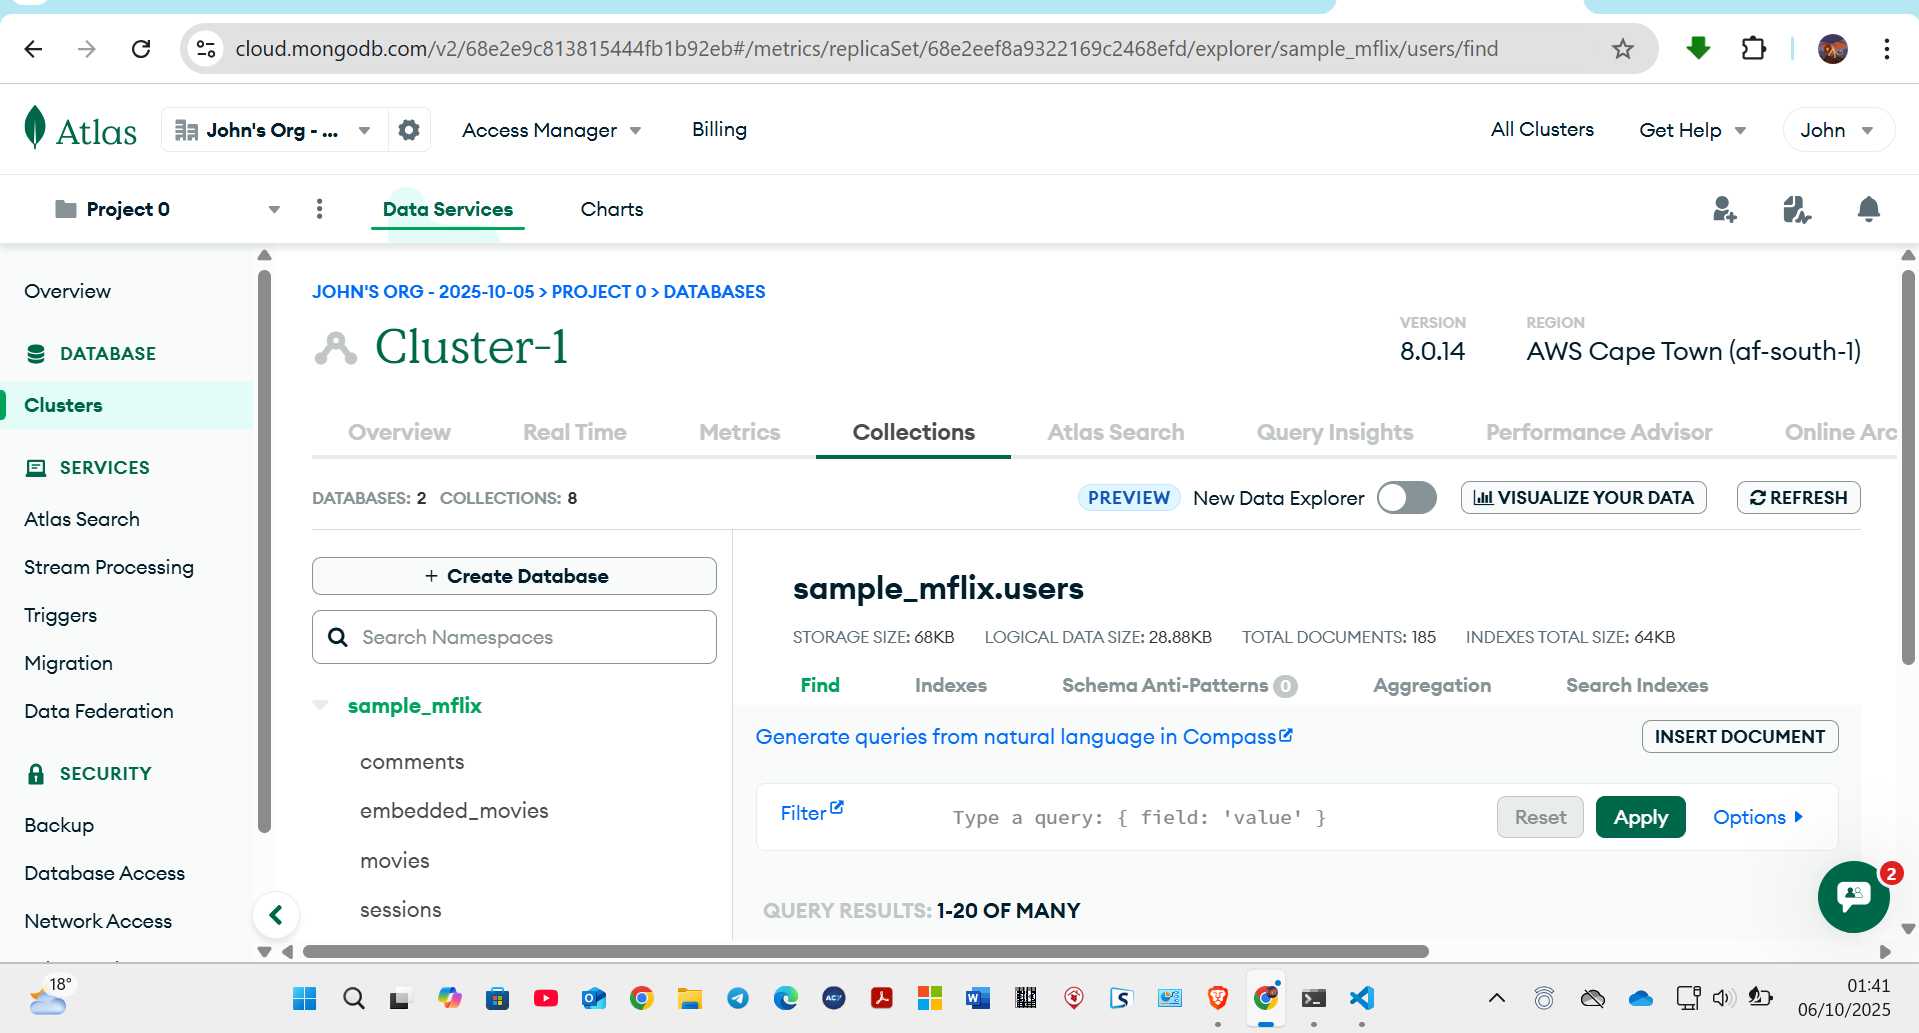 cloud.mongodb.com/v2/68e2e9c813815444fb1b92eb#/metrics/replicaSet/68e2eef8a9322169c2468efd/explorer/sample_mflix/users/find
Atlas
John's Org - ...
Access Manager
Billing
All Clusters
Get Help
John
Project 0
Data Services
Charts
Overview
DATABASE
Clusters
SERVICES
Atlas Search
Stream Processing
Triggers
Migration
Data Federation
SECURITY
Backup
Database Access
Network Access
JOHN'S ORG - 2025-10-05 > PROJECT 0 > DATABASES
Cluster-1
VERSION
8.0.14
REGION
AWS Cape Town (af-south-1)
Overview
Real Time
Metrics
Collections
Atlas Search
Query Insights
Performance Advisor
Online Arc
DATABASES: 2 COLLECTIONS: 8
PREVIEW
New Data Explorer
VISUALIZE YOUR DATA
REFRESH
+ Create Database
Search Namespaces
sample_mflix
comments
embedded_movies
movies
sessions
sample_mflix.users
STORAGE SIZE: 68KB
LOGICAL DATA SIZE: 28.88KB
TOTAL DOCUMENTS: 185
INDEXES TOTAL SIZE: 64KB
Find
Indexes
Schema Anti-Patterns 0
Aggregation
Search Indexes
Generate queries from natural language in Compass
INSERT DOCUMENT
Filter
Type a query: { field: 'value' }
Reset
Apply
Options
QUERY RESULTS: 1-20 OF MANY
2
18°
01:41
06/10/2025